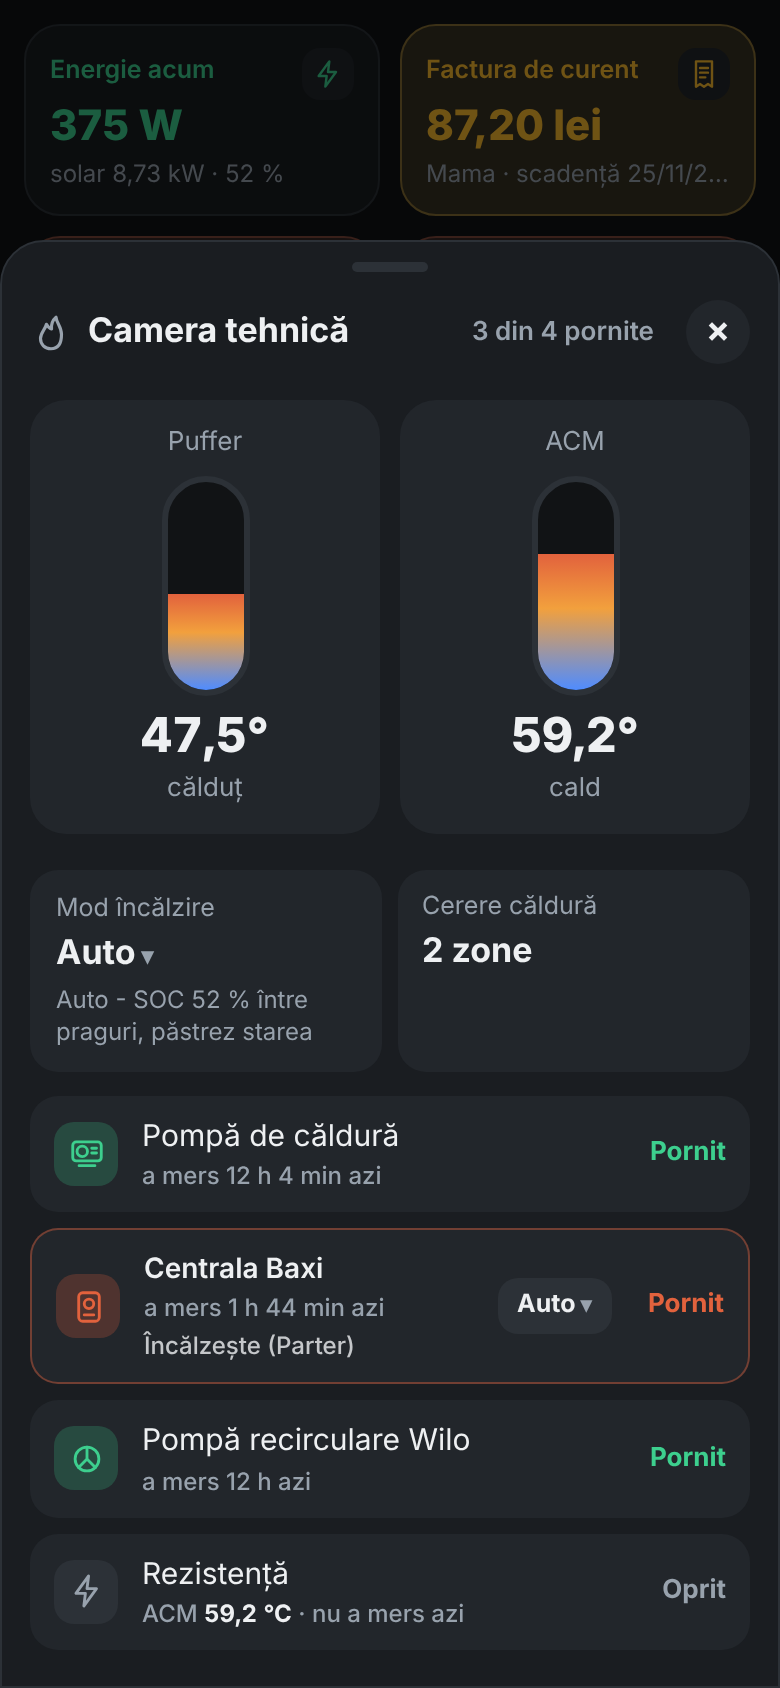 Energie acum
375 W
solar 8,73 kW · 52 %
Factura de curent
87,20 lei
Mama · scadență 25/11/2...
Camera tehnică
3 din 4 pornite
Puffer
47,5°
călduț
ACM
59,2°
cald
Mod încălzire
Auto ▾
Auto - SOC 52 % între
praguri, păstrez starea
Cerere căldură
2 zone
Pompă de căldură
a mers 12 h 4 min azi
Pornit
Centrala Baxi
a mers 1 h 44 min azi
Încălzește (Parter)
Auto ▾
Pornit
Pompă recirculare Wilo
a mers 12 h azi
Pornit
Rezistență
ACM 59,2 °C · nu a mers azi
Oprit